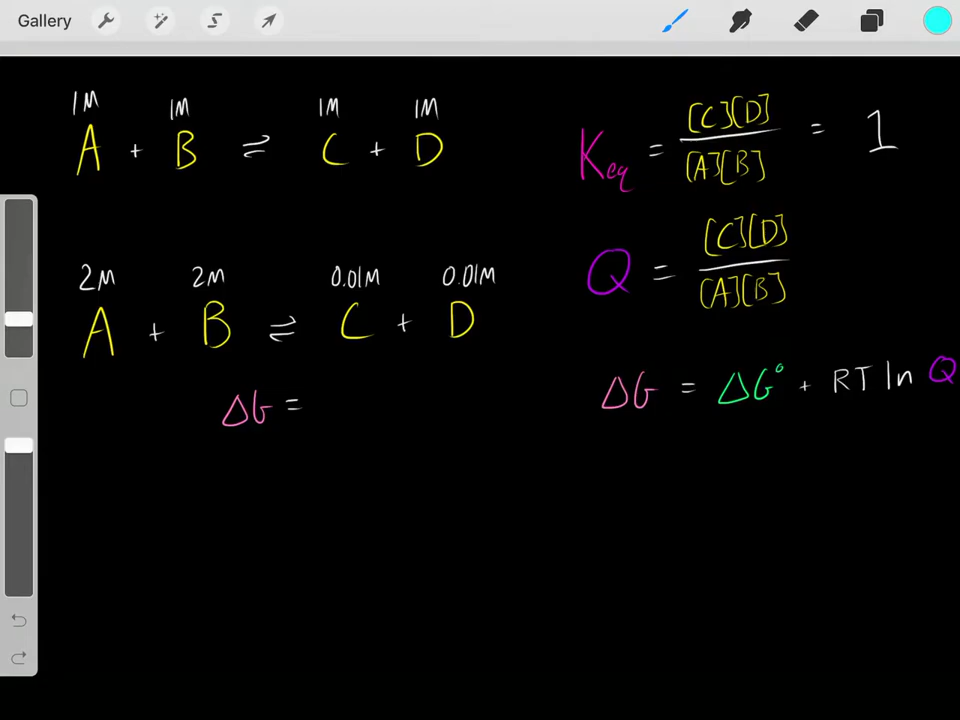 Gallery
1M 1M 1M 1M
A + B ⇌ C + D
Keq = [C][D] / [A][B] = 1
Q = [C][D] / [A][B]
2M 2M 0.01M 0.01M
A + B ⇌ C + D
ΔG =
ΔG = ΔG° + RT ln Q